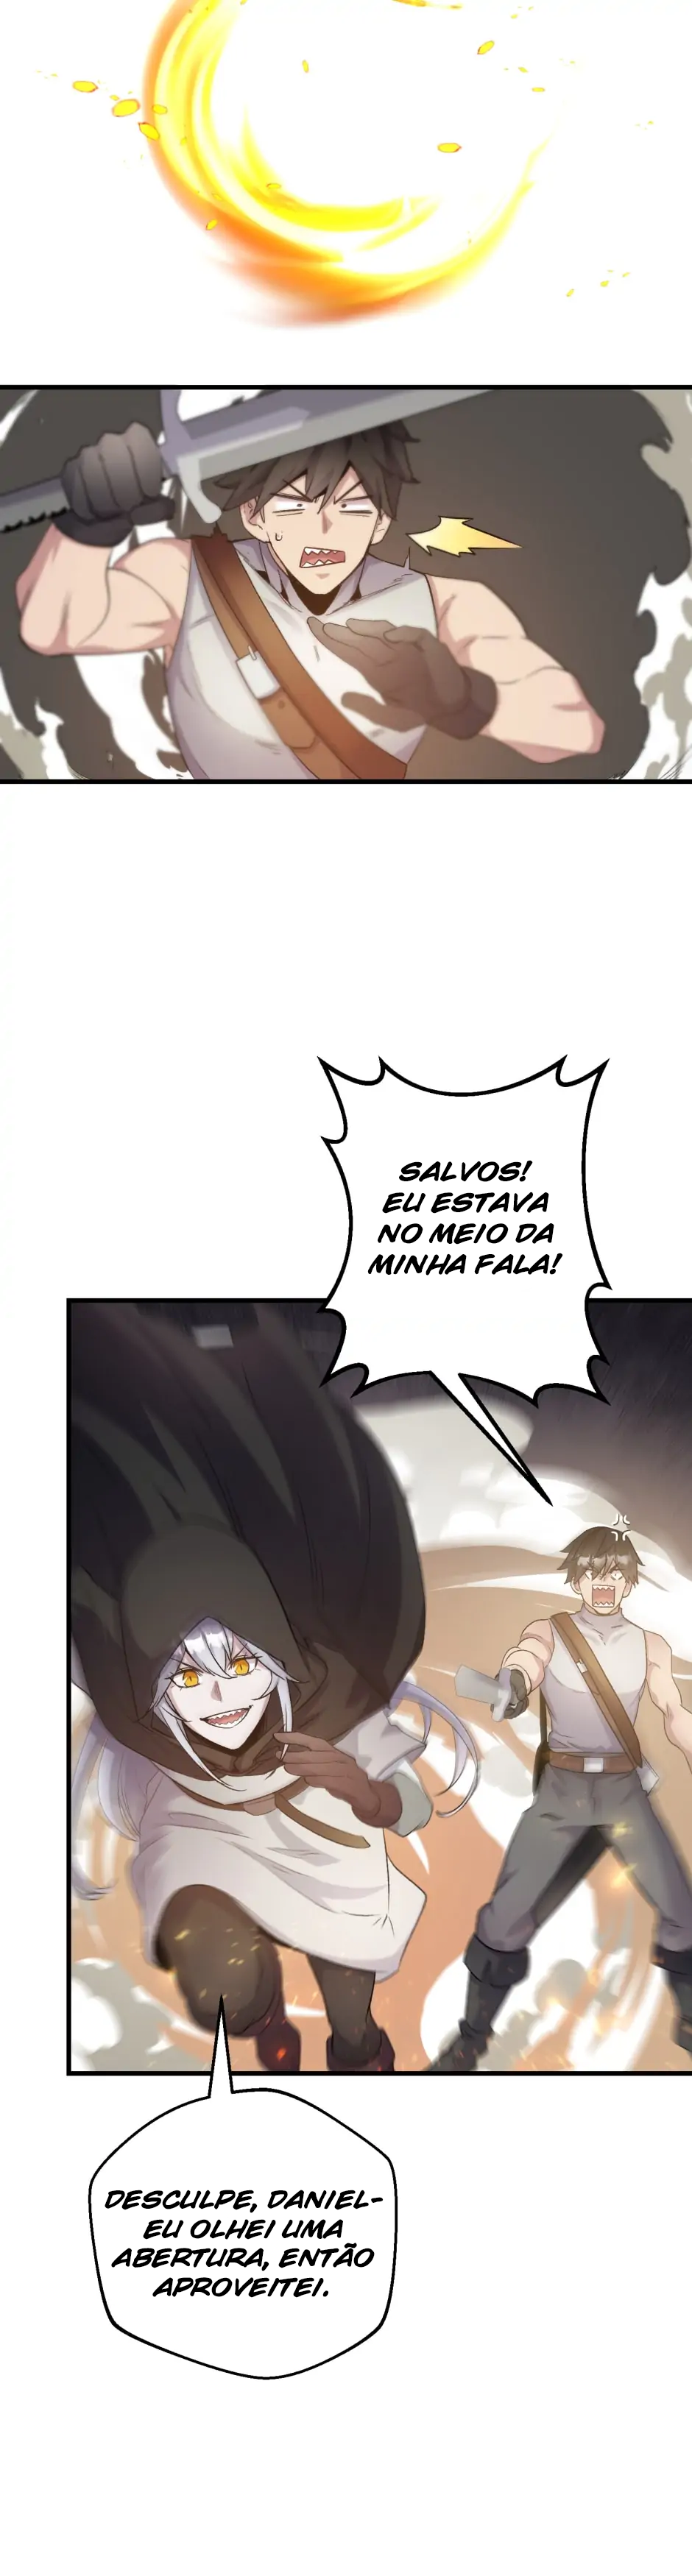 SALVOS!
EU ESTAVA
NO MEIO DA
MINHA FALA!
DESCULPE, DANIEL-
EU OLHEI UMA
ABERTURA, ENTÃO
APROVEITEI.